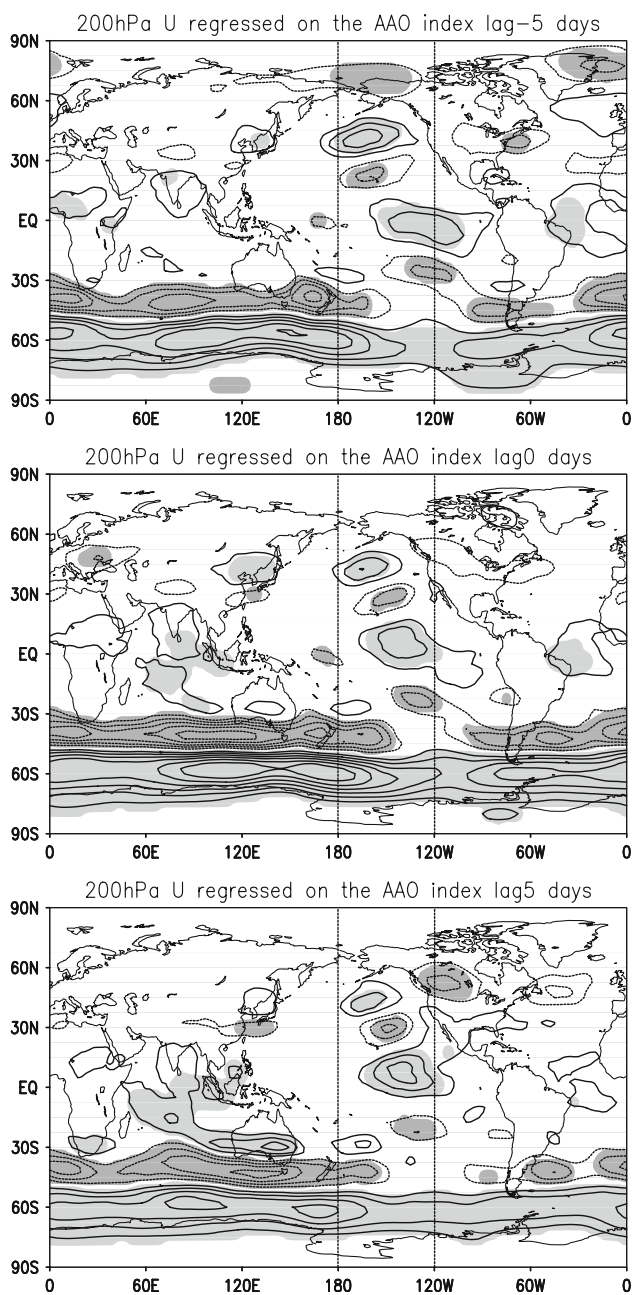 200hPa U regressed on the AAO index lag−5 days
90N
60N
30N
EQ
30S
60S
90S
0 60E 120E 180 120W 60W 0
200hPa U regressed on the AAO index lag0 days
90N
60N
30N
EQ
30S
60S
90S
0 60E 120E 180 120W 60W 0
200hPa U regressed on the AAO index lag5 days
90N
60N
30N
EQ
30S
60S
90S
0 60E 120E 180 120W 60W 0